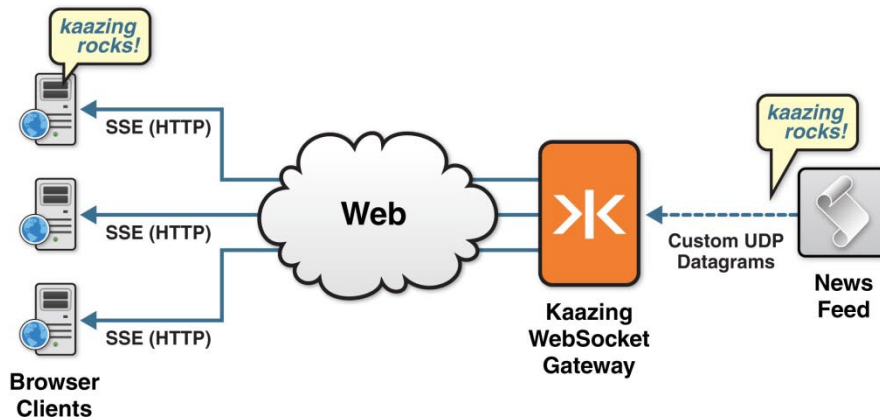 kaazing
rocks!
SSE (HTTP)
SSE (HTTP)
SSE (HTTP)
Browser
Clients
Web
Kaazing
WebSocket
Gateway
kaazing
rocks!
Custom UDP
Datagrams
News
Feed